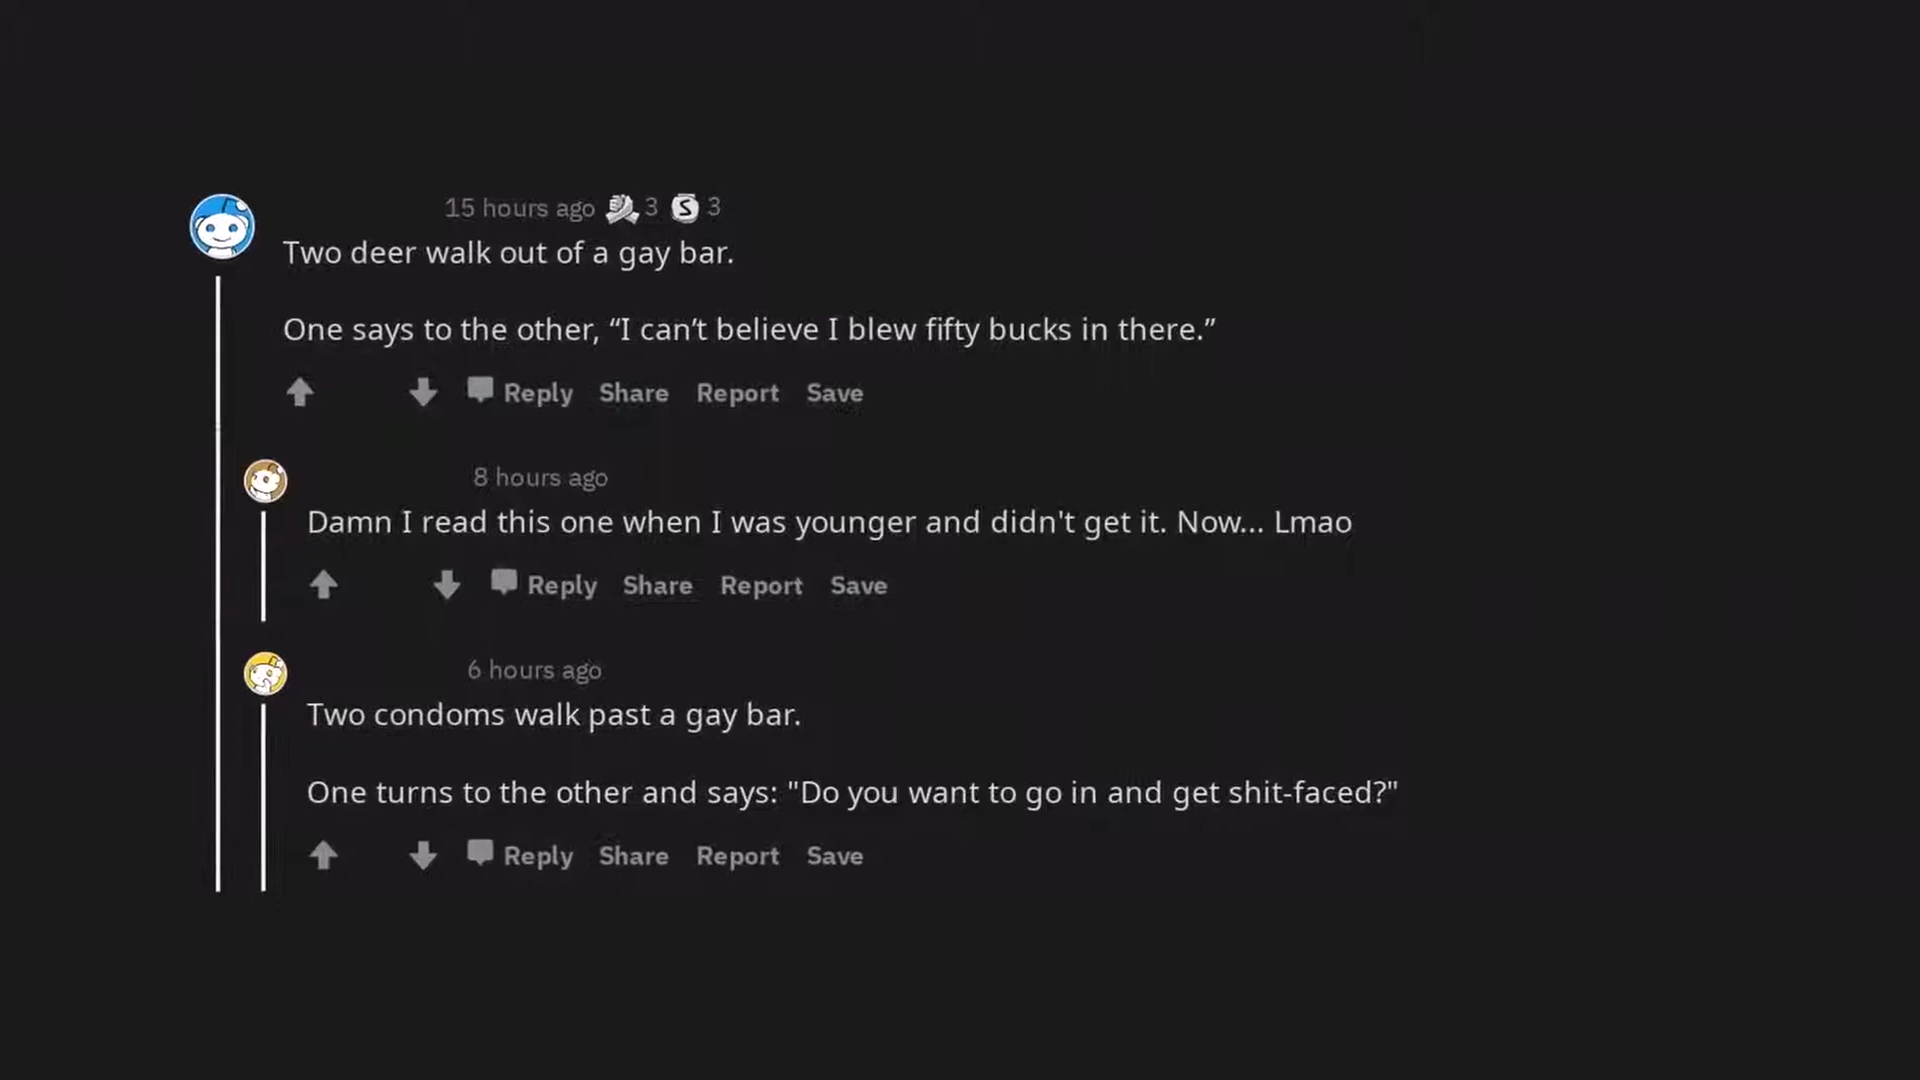 15 hours ago 3 S 3
Two deer walk out of a gay bar.
One says to the other, “I can’t believe I blew fifty bucks in there.”
Reply Share Report Save
8 hours ago
Damn I read this one when I was younger and didn't get it. Now... Lmao
Reply Share Report Save
6 hours ago
Two condoms walk past a gay bar.
One turns to the other and says: "Do you want to go in and get shit-faced?"
Reply Share Report Save